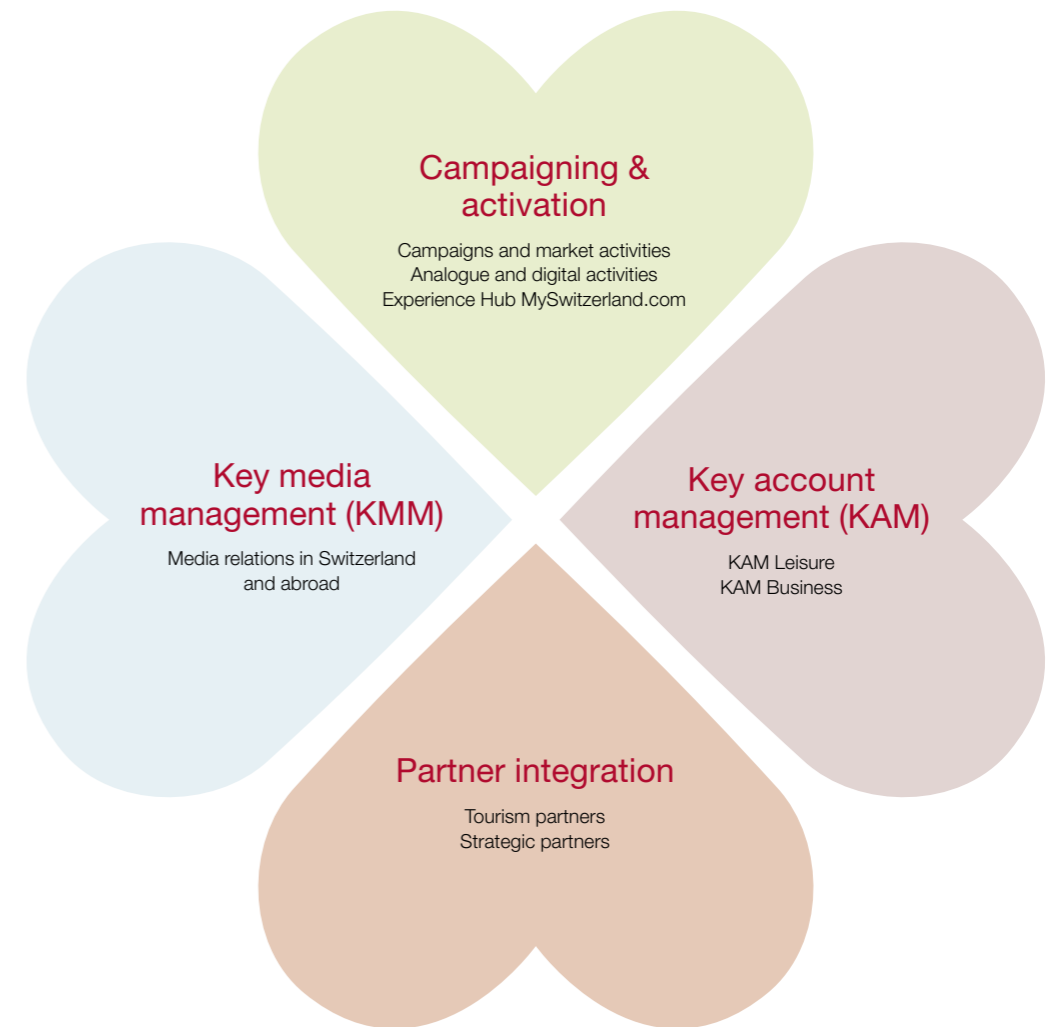 Campaigning &
activation
Campaigns and market activities
Analogue and digital activities
Experience Hub MySwitzerland.com
Key media
management (KMM)
Media relations in Switzerland
and abroad
Key account
management (KAM)
KAM Leisure
KAM Business
Partner integration
Tourism partners
Strategic partners